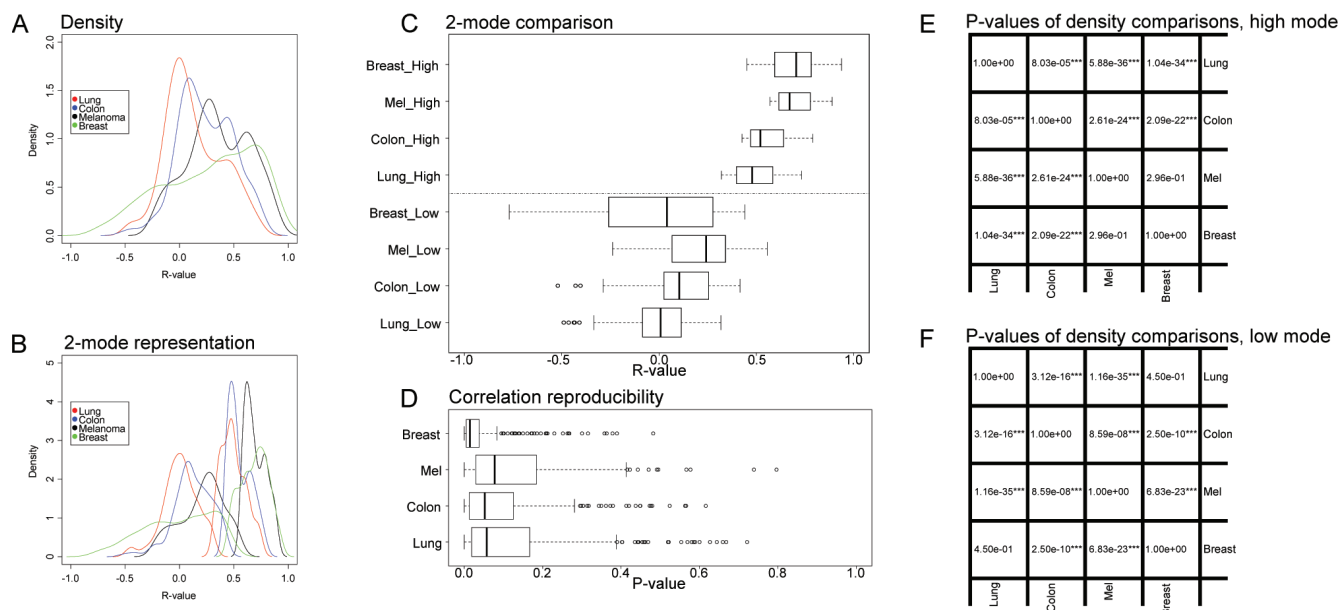 A Density
2.0
1.5
1.0
0.5
0.0
Density
Lung
Colon
Melanoma
Breast
-1.0 -0.5 0.0 0.5 1.0
R-value
B 2-mode representation
5
4
3
2
1
0
Density
Lung
Colon
Melanoma
Breast
-1.0 -0.5 0.0 0.5 1.0
R-value
C 2-mode comparison
Breast_High
Mel_High
Colon_High
Lung_High
Breast_Low
Mel_Low
Colon_Low
Lung_Low
-1.0 -0.5 0.0 0.5 1.0
R-value
D Correlation reproducibility
Breast
Mel
Colon
Lung
0.0 0.2 0.4 0.6 0.8 1.0
P-value
E P-values of density comparisons, high mode
1.00e+00 8.03e-05*** 5.88e-36*** 1.04e-34*** Lung
8.03e-05*** 1.00e+00 2.61e-24*** 2.09e-22*** Colon
5.88e-36*** 2.61e-24*** 1.00e+00 2.96e-01 Mel
1.04e-34*** 2.09e-22*** 2.96e-01 1.00e+00 Breast
Lung Colon Mel Breast
F P-values of density comparisons, low mode
1.00e+00 3.12e-16*** 1.16e-35*** 4.50e-01 Lung
3.12e-16*** 1.00e+00 8.59e-08*** 2.50e-10*** Colon
1.16e-35*** 8.59e-08*** 1.00e+00 6.83e-23*** Mel
4.50e-01 2.50e-10*** 6.83e-23*** 1.00e+00 Breast
Lung Colon Mel Breast